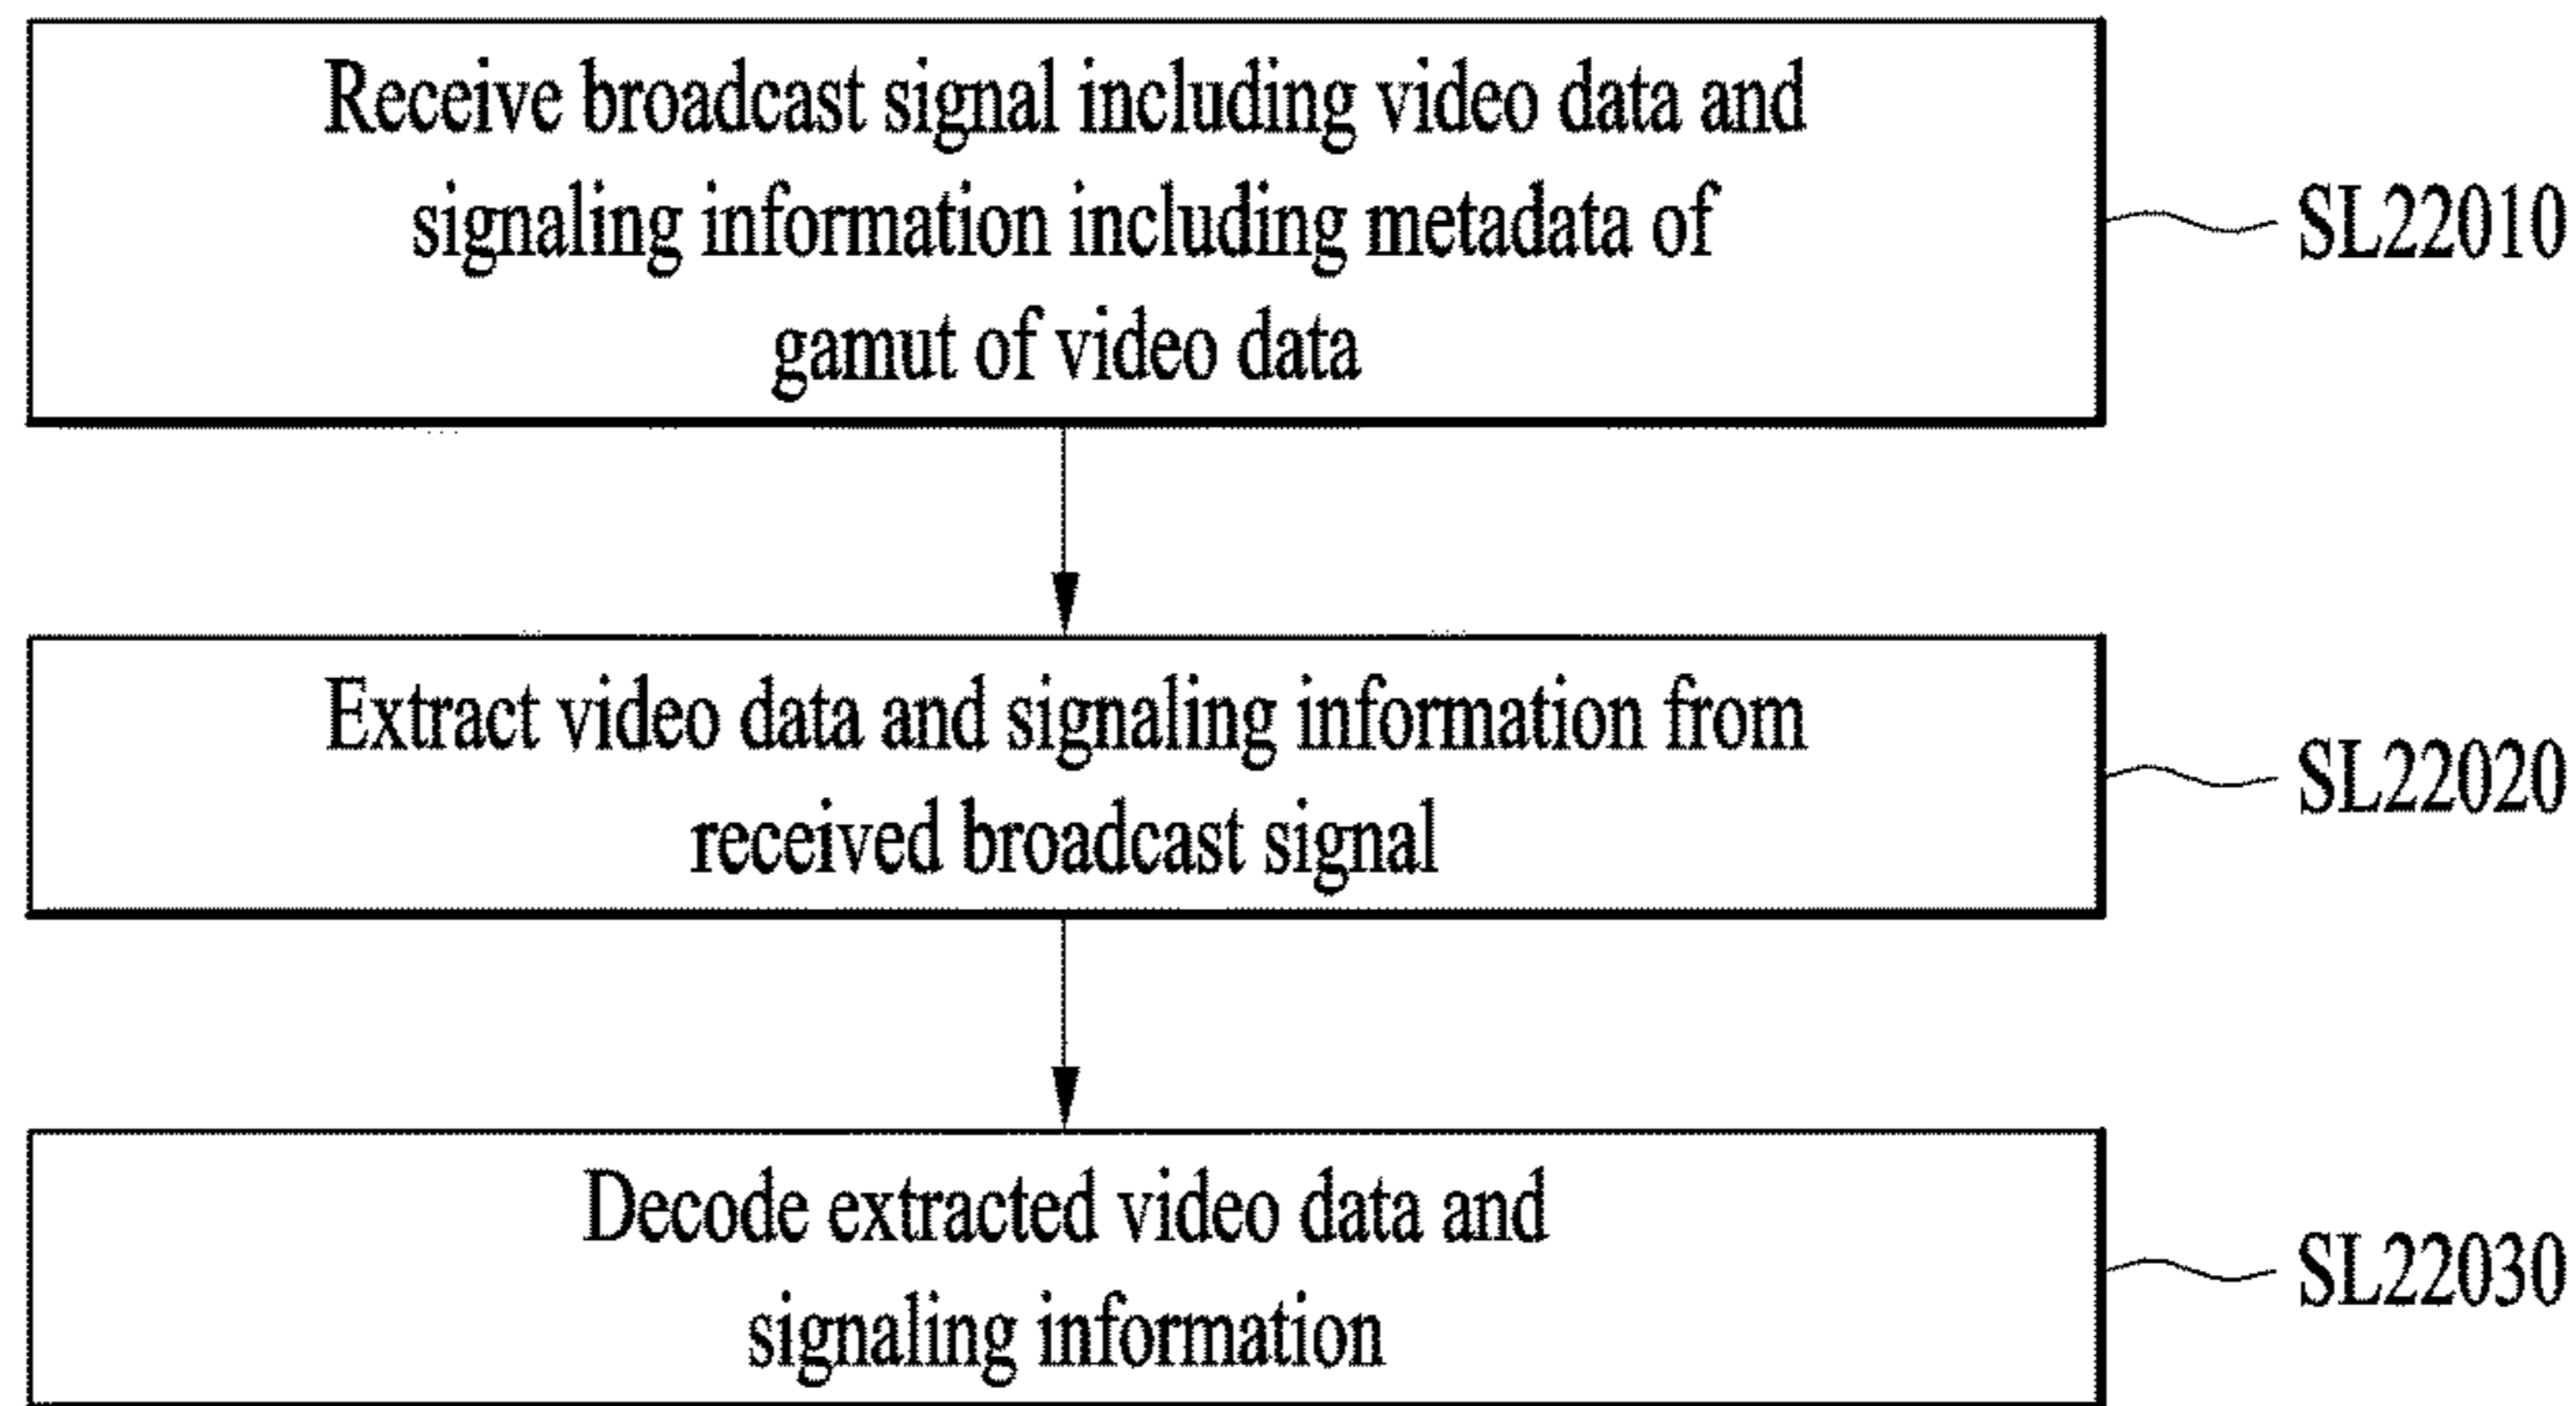 Receive broadcast signal including video data and
signaling information including metadata of
gamut of video data
SL22010
Extract video data and signaling information from
received broadcast signal
SL22020
Decode extracted video data and
signaling information
SL22030